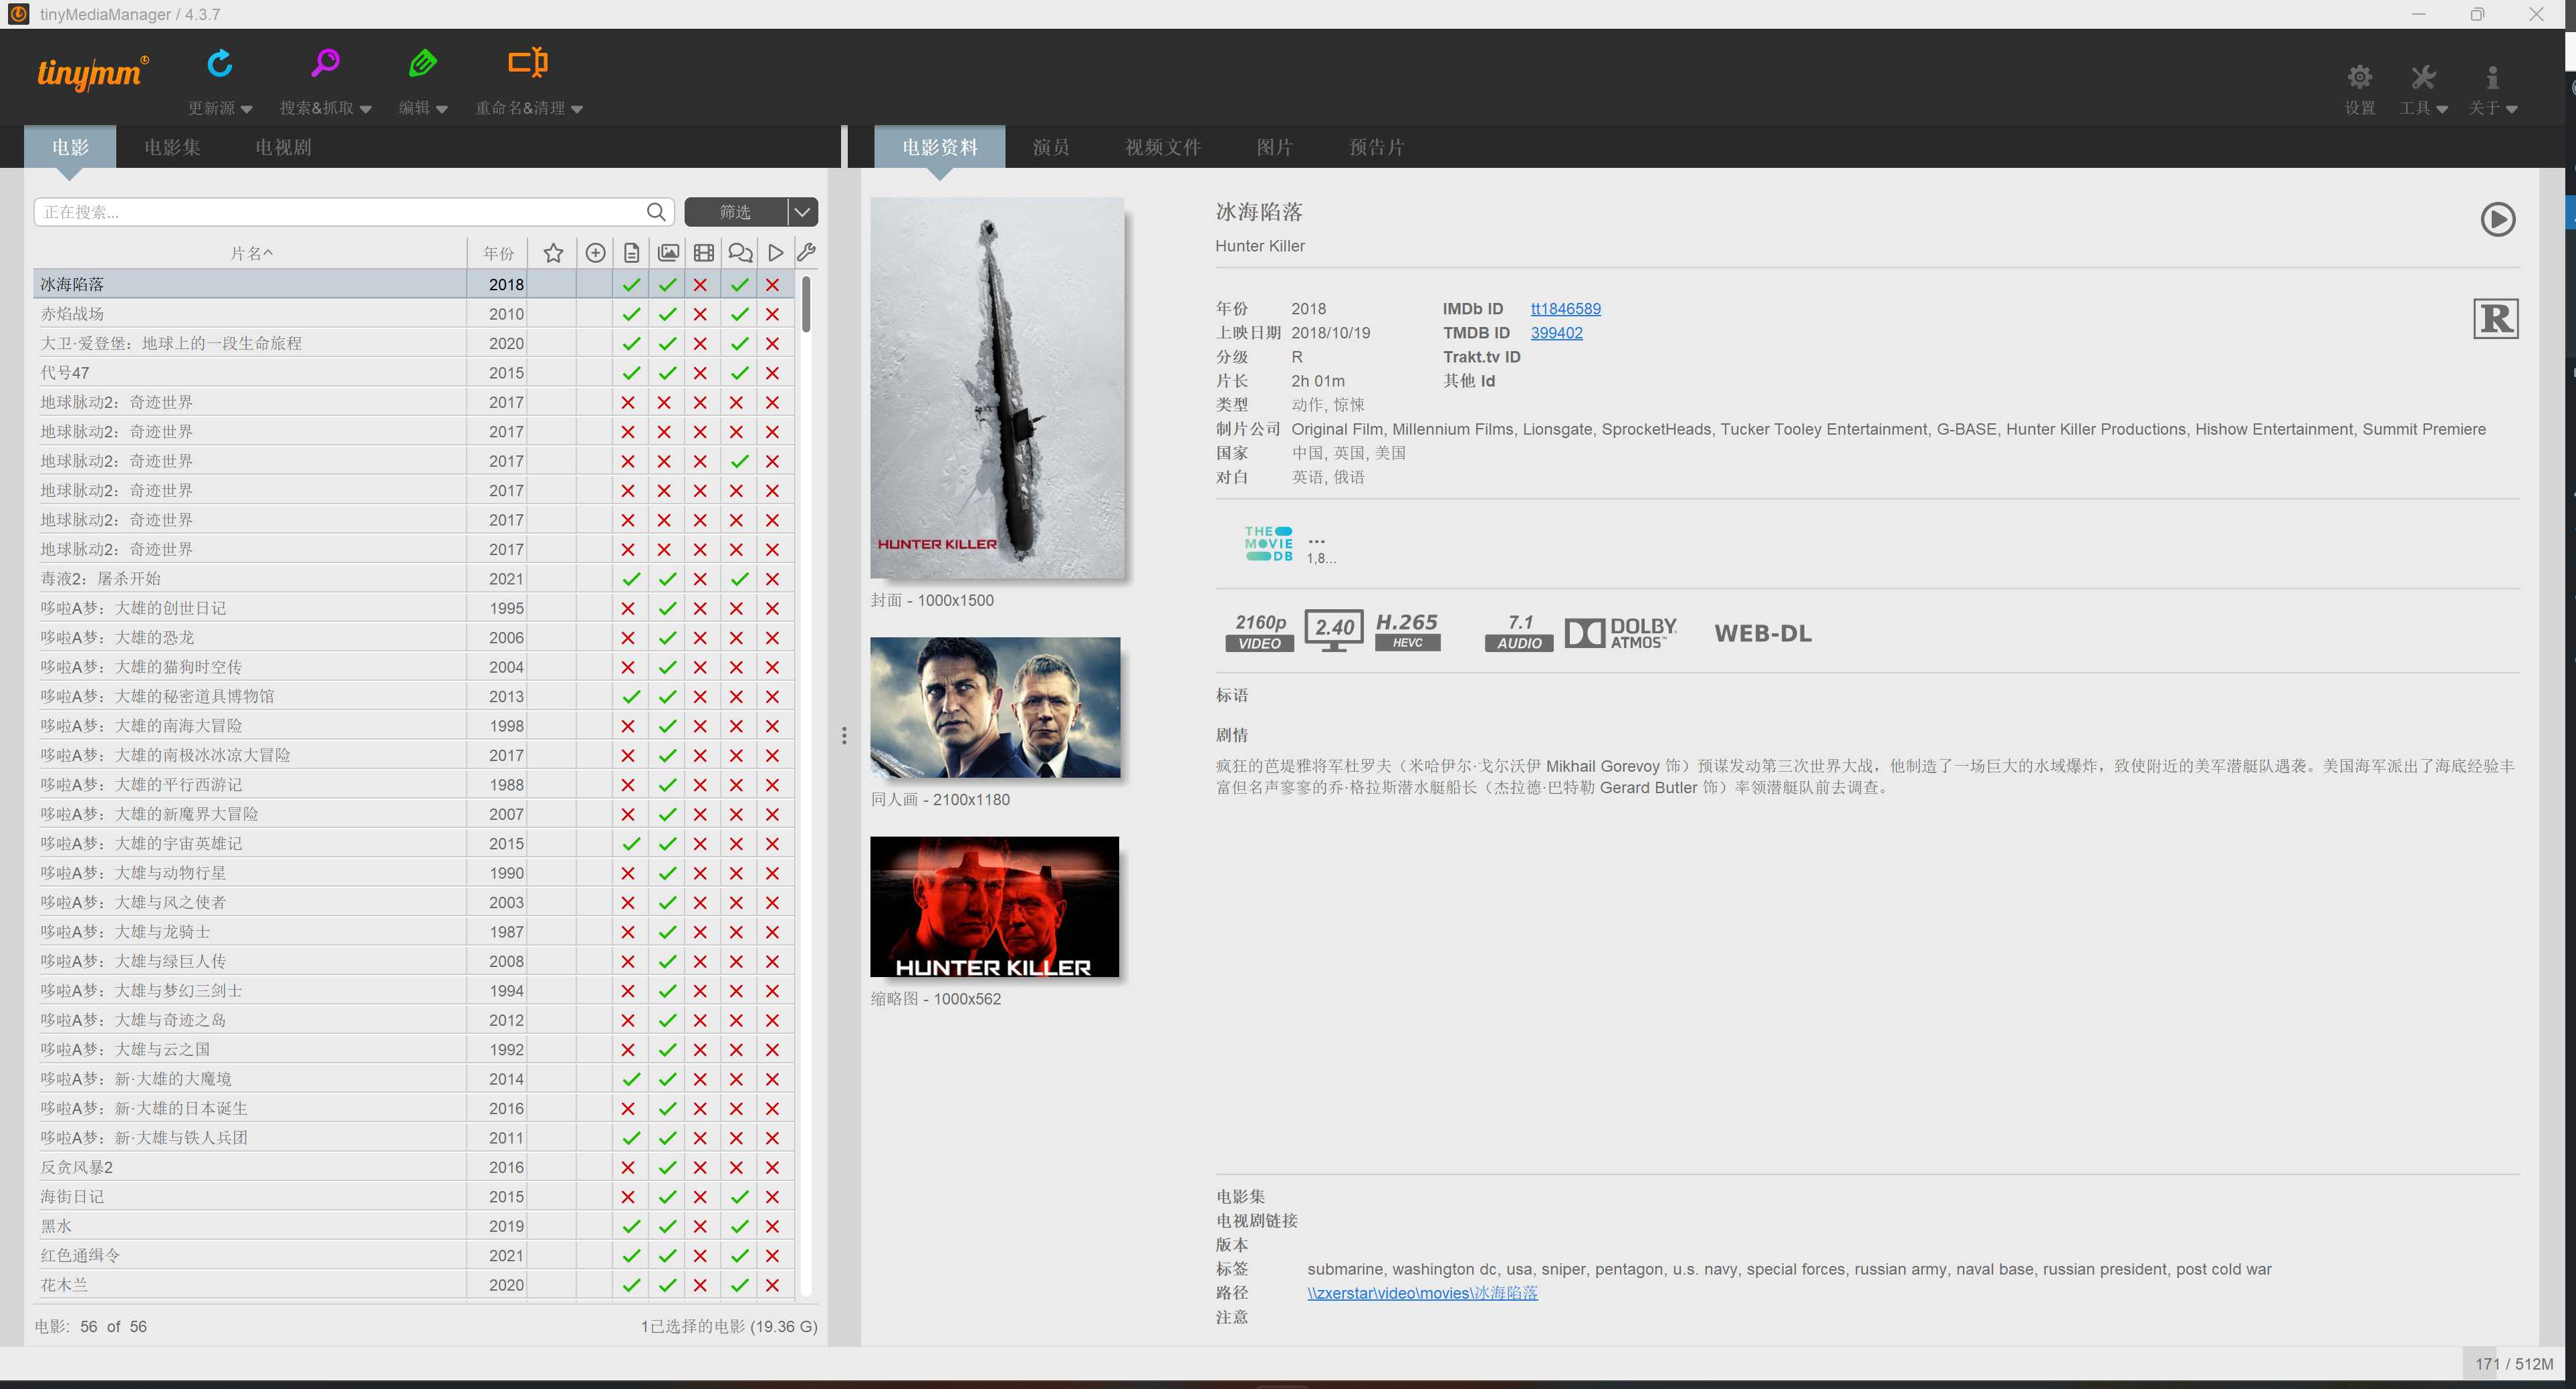 tinyMediaManager / 4.3.7
tinymm
更新源
搜索&抓取
编辑
重命名&清理
设置
工具
关于
电影
电影集
电视剧
电影资料
演员
视频文件
图片
预告片
正在搜索...
筛选
片名
年份
冰海陷落 2018
赤焰战场 2010
大卫·爱登堡：地球上的一段生命旅程 2020
代号47 2015
地球脉动2：奇迹世界 2017
地球脉动2：奇迹世界 2017
地球脉动2：奇迹世界 2017
地球脉动2：奇迹世界 2017
地球脉动2：奇迹世界 2017
地球脉动2：奇迹世界 2017
毒液2：屠杀开始 2021
哆啦A梦：大雄的创世日记 1995
哆啦A梦：大雄的恐龙 2006
哆啦A梦：大雄的猫狗时空传 2004
哆啦A梦：大雄的秘密道具博物馆 2013
哆啦A梦：大雄的南海大冒险 1998
哆啦A梦：大雄的南极冰冰凉大冒险 2017
哆啦A梦：大雄的平行西游记 1988
哆啦A梦：大雄的新魔界大冒险 2007
哆啦A梦：大雄的宇宙英雄记 2015
哆啦A梦：大雄与动物行星 1990
哆啦A梦：大雄与风之使者 2003
哆啦A梦：大雄与龙骑士 1987
哆啦A梦：大雄与绿巨人传 2008
哆啦A梦：大雄与梦幻三剑士 1994
哆啦A梦：大雄与奇迹之岛 2012
哆啦A梦：大雄与云之国 1992
哆啦A梦：新·大雄的大魔境 2014
哆啦A梦：新·大雄的日本诞生 2016
哆啦A梦：新·大雄与铁人兵团 2011
反贪风暴2 2016
海街日记 2015
黑水 2019
红色通缉令 2021
花木兰 2020
电影: 56 of 56
1已选择的电影 (19.36 G)
HUNTER KILLER
封面 - 1000x1500
同人画 - 2100x1180
HUNTER KILLER
缩略图 - 1000x562
冰海陷落
Hunter Killer
年份 2018 IMDb ID tt1846589
R
上映日期 2018/10/19 TMDB ID 399402
分级 R Trakt.tv ID
片长 2h 01m 其他 Id
类型 动作, 惊悚
制片公司 Original Film, Millennium Films, Lionsgate, SprocketHeads, Tucker Tooley Entertainment, G-BASE, Hunter Killer Productions, Hishow Entertainment, Summit Premiere
国家 中国, 英国, 美国
对白 英语, 俄语
THE MOVIE DB
...
1,8...
2160p VIDEO
2.40
H.265 HEVC
7.1 AUDIO
DOLBY ATMOS™
WEB-DL
标语
剧情
疯狂的芭堤雅将军杜罗夫（米哈伊尔·戈尔沃伊 Mikhail Gorevoy 饰）预谋发动第三次世界大战，他制造了一场巨大的水域爆炸，致使附近的美军潜艇队遇袭。美国海军派出了海底经验丰
富但名声寥寥的乔·格拉斯潜水艇船长（杰拉德·巴特勒 Gerard Butler 饰）率领潜艇队前去调查。
电影集
电视剧链接
版本
标签 submarine, washington dc, usa, sniper, pentagon, u.s. navy, special forces, russian army, naval base, russian president, post cold war
路径 \\zxerstar\video\movies\冰海陷落
注意
171 / 512M